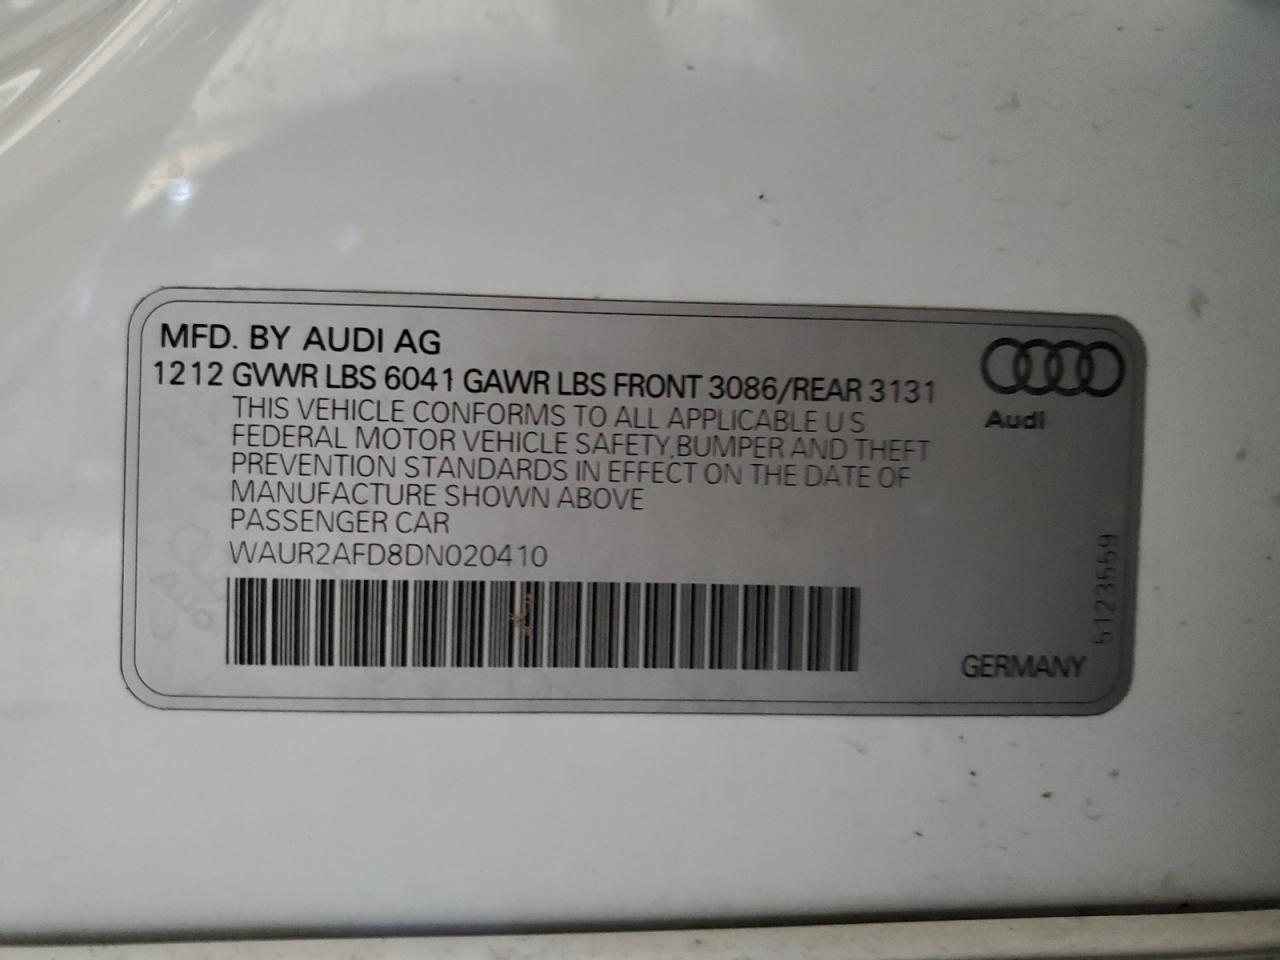 MFD. BY AUDI AG
1212 GVWR LBS 6041 GAWR LBS FRONT 3086/REAR 3131
THIS VEHICLE CONFORMS TO ALL APPLICABLE U S
FEDERAL MOTOR VEHICLE SAFETY,BUMPER AND THEFT
PREVENTION STANDARDS IN EFFECT ON THE DATE OF
MANUFACTURE SHOWN ABOVE
PASSENGER CAR
WAUR2AFD8DN020410
Audi
5123559
GERMANY